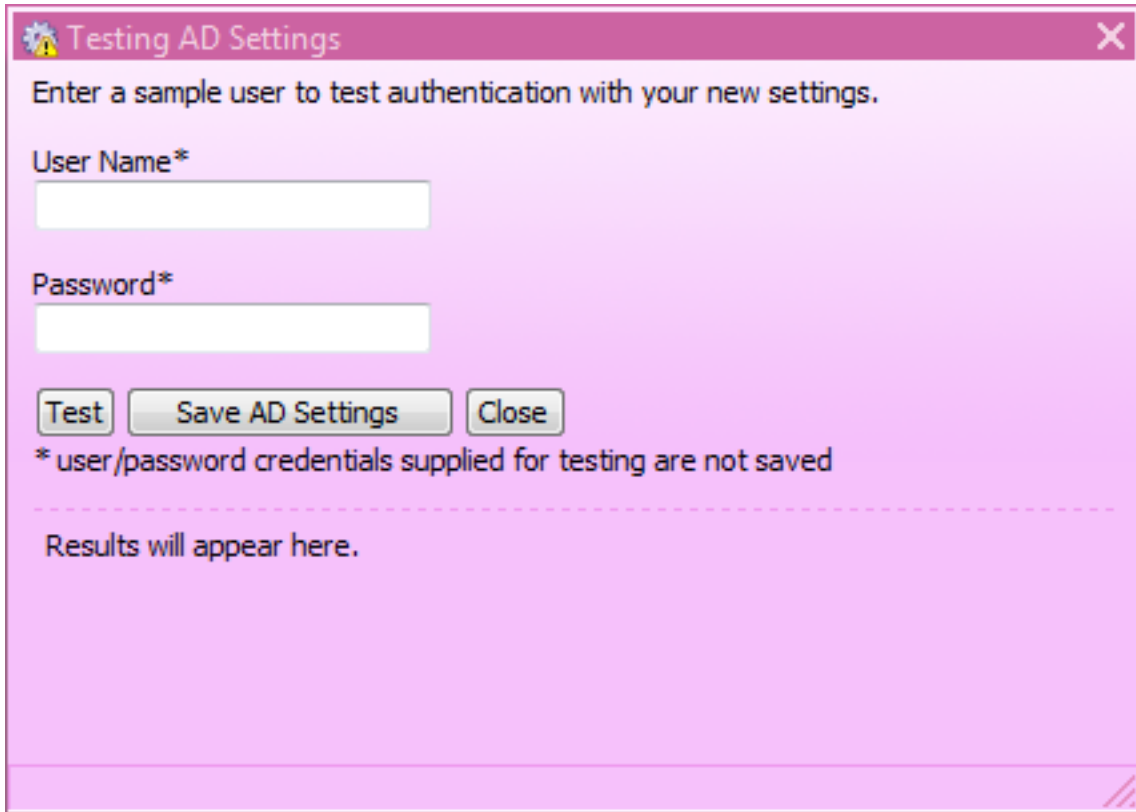 Testing AD Settings
Enter a sample user to test authentication with your new settings.
User Name*
Password*
Test Save AD Settings Close
* user/password credentials supplied for testing are not saved
Results will appear here.